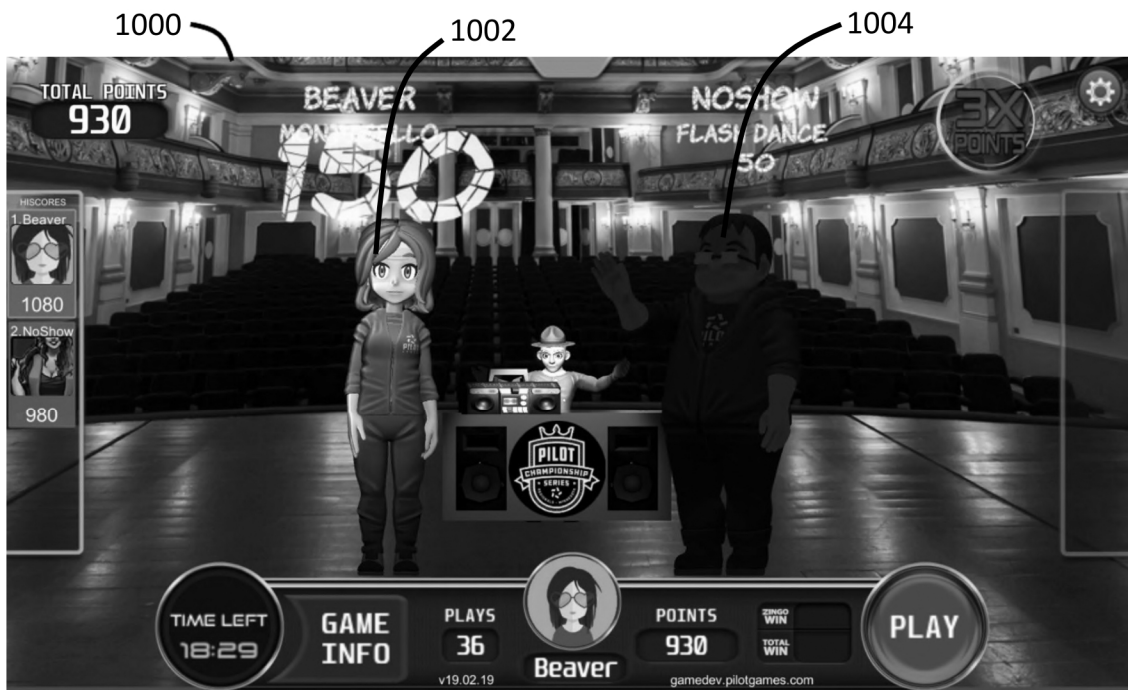 1000
1002
1004
TOTAL POINTS
930
BEAVER
150
NOSHOW
FLASH DANCE
50
3X
POINTS
HISCORES
1.Beaver
1080
2.NoShow
980
PILOT
CHAMPIONSHIP
SERIES
TIME LEFT
18:29
GAME
INFO
PLAYS
36
v19.02.19
Beaver
POINTS
930
gamedev.pilotgames.com
ZINGO
WIN
TOTAL
WIN
PLAY